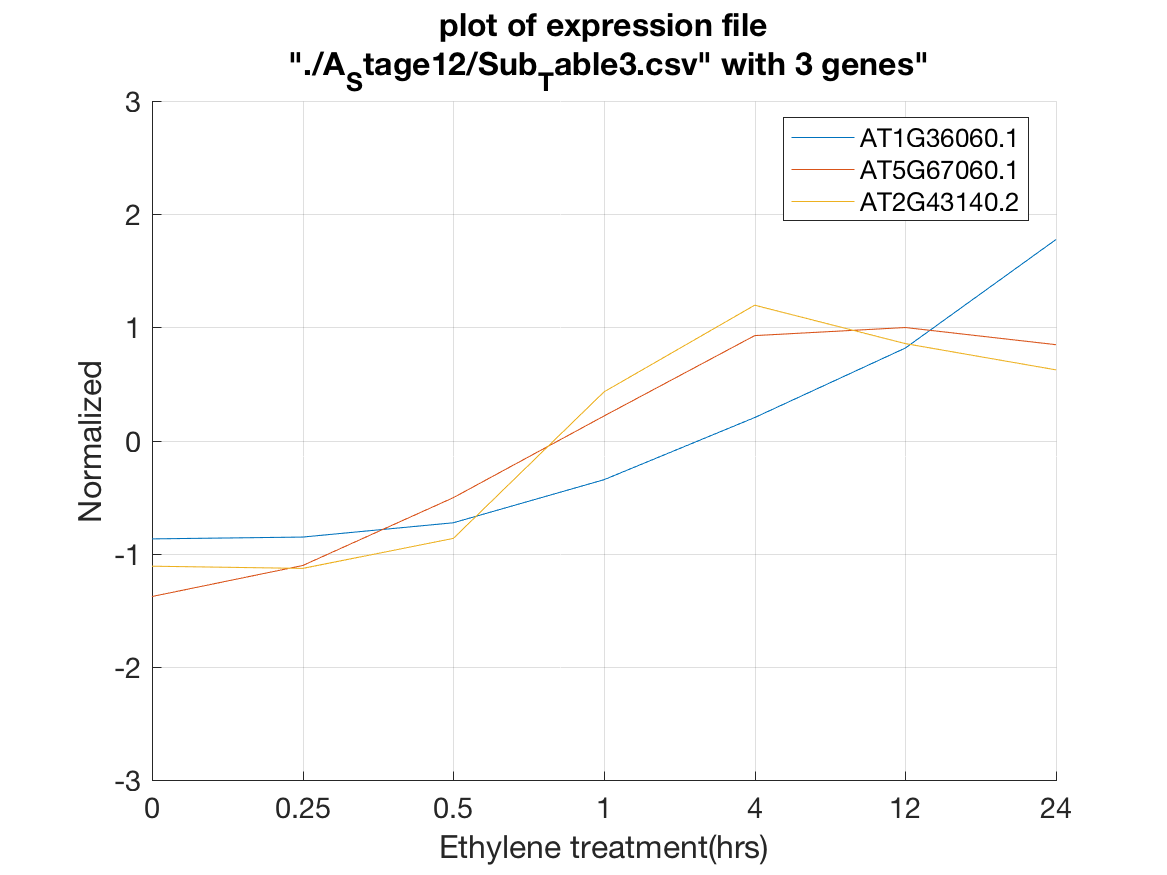 plot of expression file
"./A_Stage12/Sub_Table3.csv" with 3 genes"
3
2
1
0
-1
-2
-3
Normalized
AT1G36060.1
AT5G67060.1
AT2G43140.2
0 0.25 0.5 1 4 12 24
Ethylene treatment(hrs)